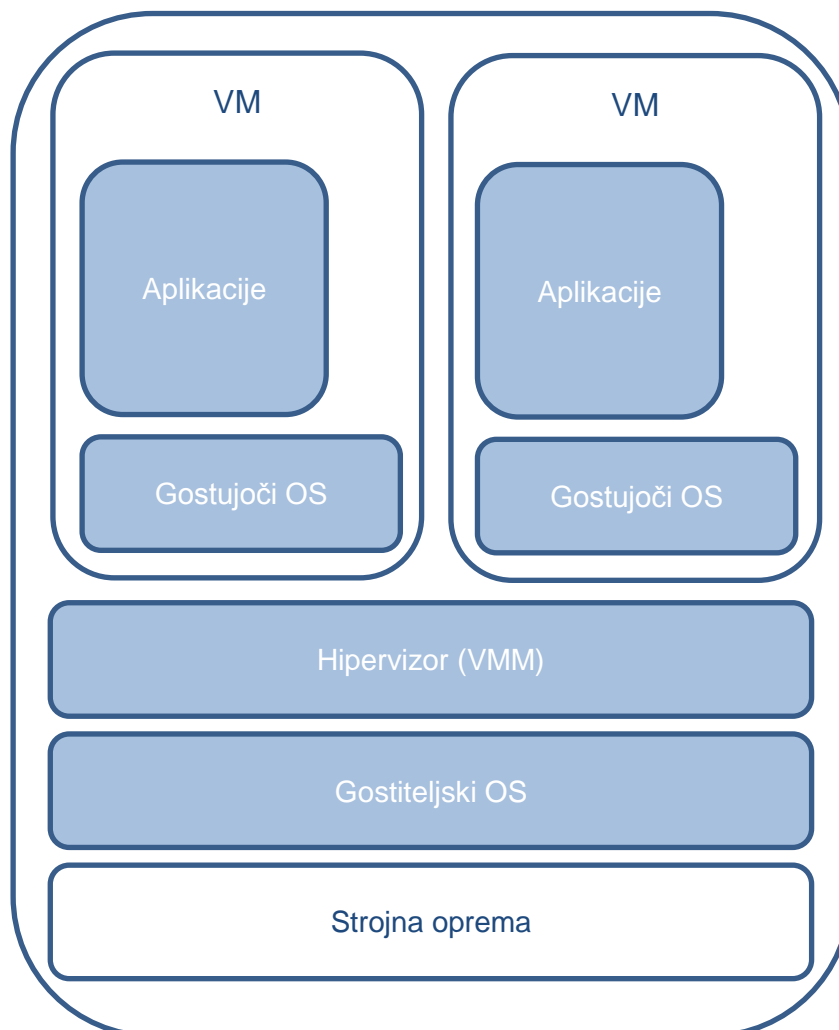 VM
VM
Aplikacije
Aplikacije
Gostujoči OS
Gostujoči OS
Hipervizor (VMM)
Gostiteljski OS
Strojna oprema